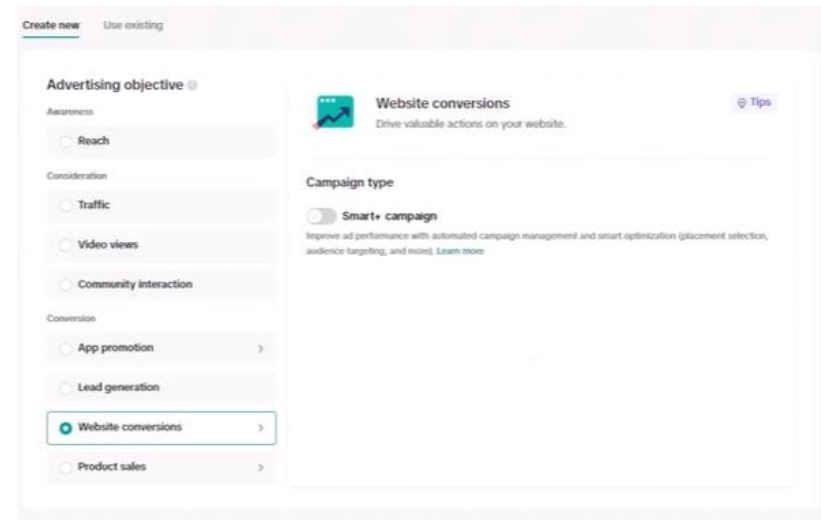 Create new Use existing
Advertising objective
Awareness
Reach
Consideration
Traffic
Video views
Community interaction
Conversion
App promotion
Lead generation
Website conversions
Product sales
Website conversions
Tips
Drive valuable actions on your website.
Campaign type
Smart+ campaign
Improve ad performance with automated campaign management and smart optimization (placement selection,
audience targeting, and more). Learn more